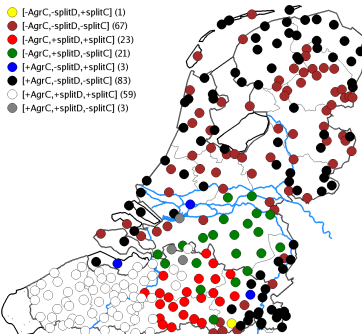 [-AgrC,-splitD,+splitC] (1)
[-AgrC,-splitD,-splitC] (67)
[-AgrC,+splitD,+splitC] (23)
[-AgrC,+splitD,-splitC] (21)
[+AgrC,-splitD,+splitC] (3)
[+AgrC,-splitD,-splitC] (83)
[+AgrC,+splitD,+splitC] (59)
[+AgrC,+splitD,-splitC] (3)